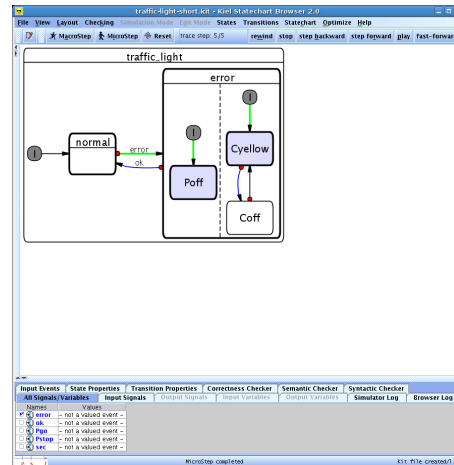 traffic-light-short.kit - Kiel Statechart Browser 2.0
File View Layout Checking Simulation Mode Edit Mode States Transitions Statechart Optimize Help
MacroStep MicroStep Reset trace step: 5/5 rewind stop step backward step forward play fast-forwar
traffic_light
error
I
I
normal
error
Cyellow
I
ok
Poff
Coff
Input Events State Properties Transition Properties Correctness Checker Semantic Checker Syntactic Checker
All Signals/Variables Input Signals Output Signals Input Variables Output Variables Simulator Log Browser Log
Names Values
error - not a valued event -
ok - not a valued event -
Pgo - not a valued event -
Pstop - not a valued event -
sec - not a valued event -
MicroStep completed
Kit file created/l.